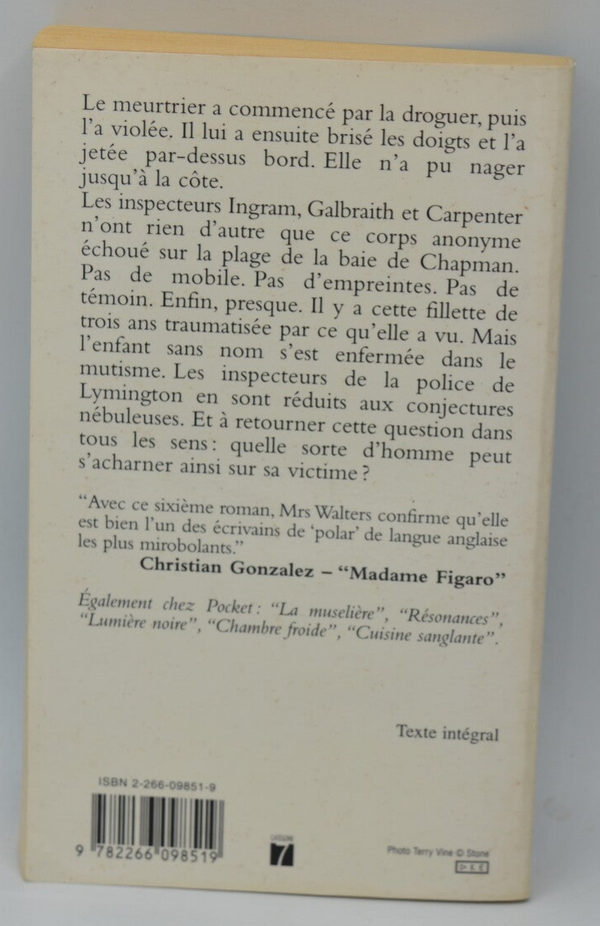 Le meurtrier a commencé par la droguer, puis
l'a violée. Il lui a ensuite brisé les doigts et l'a
jetée par-dessus bord. Elle n'a pu nager
jusqu'à la côte.
Les inspecteurs Ingram, Galbraith et Carpenter
n'ont rien d'autre que ce corps anonyme
échoué sur la plage de la baie de Chapman.
Pas de mobile. Pas d'empreintes. Pas de
témoin. Enfin, presque. Il y a cette fillette de
trois ans traumatisée par ce qu'elle a vu. Mais
l'enfant sans nom s'est enfermée dans le
mutisme. Les inspecteurs de la police de
Lymington en sont réduits aux conjectures
nébuleuses. Et à retourner cette question dans
tous les sens : quelle sorte d'homme peut
s'acharner ainsi sur sa victime ?
“Avec ce sixième roman, Mrs Walters confirme qu'elle
est bien l'un des écrivains de ‘polar’ de langue anglaise
les plus mirobolants.”
Christian Gonzalez – “Madame Figaro”
Également chez Pocket : “La muselière”, “Résonances”,
“Lumière noire”, “Chambre froide”, “Cuisine sanglante”.
Texte intégral
ISBN 2-266-09851-9
9 782266 098519
CATÉGORIE
7
Photo Terry Vine © Stone